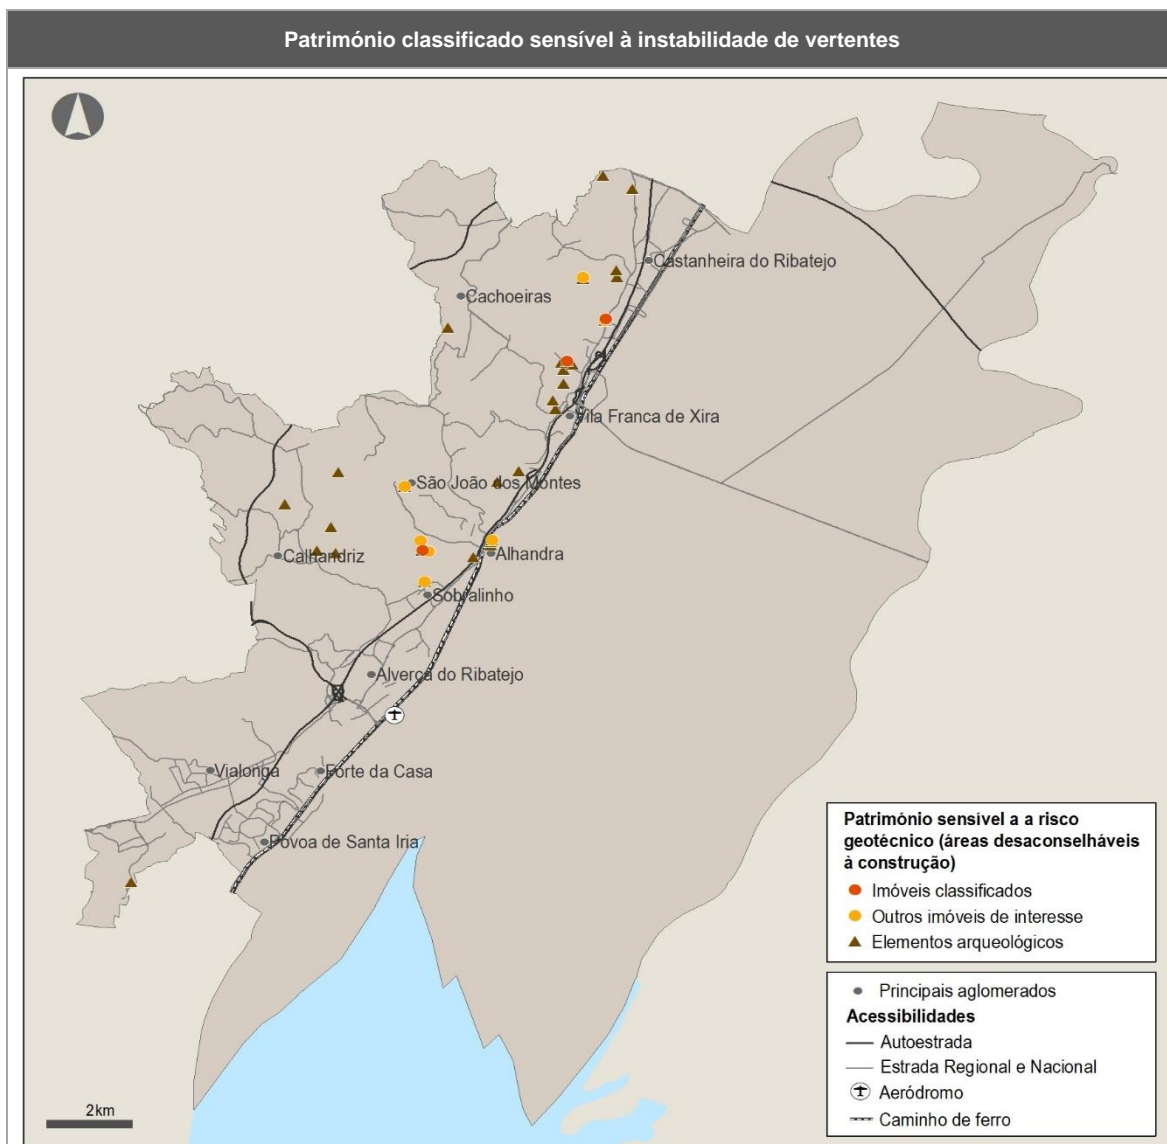 Património classificado sensível à instabilidade de vertentes
Castanheira do Ribatejo
Cachoeiras
Vila Franca de Xira
São João dos Montes
Calhandriz
Alhandra
Sobralinho
Alverca do Ribatejo
Vialonga
Forte da Casa
Póvoa de Santa Iria
Património sensível a a risco
geotécnico (áreas desaconselháveis
à construção)
Imóveis classificados
Outros imóveis de interesse
Elementos arqueológicos
Principais aglomerados
Acessibilidades
Autoestrada
Estrada Regional e Nacional
Aeródromo
Caminho de ferro
2km